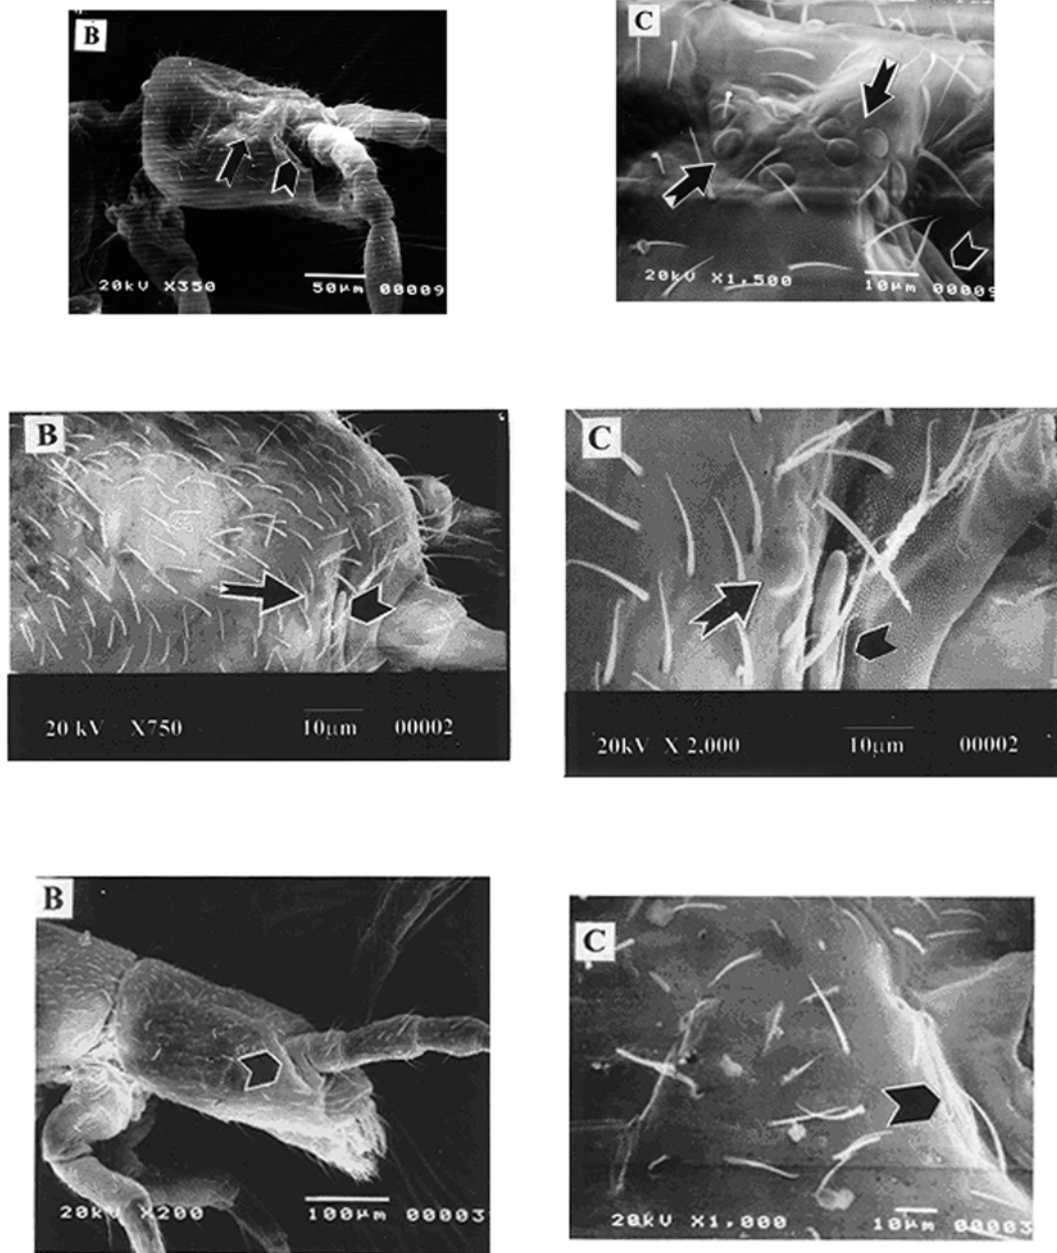 B
20kV X350 50µm 00009
C
20kV X1,500 10µm 00009
B
20 kV X750 10µm 00002
C
20kV X 2,000 10µm 00002
B
20kV X200 100µm 00003
C
20kV X1,000 10µm 00003